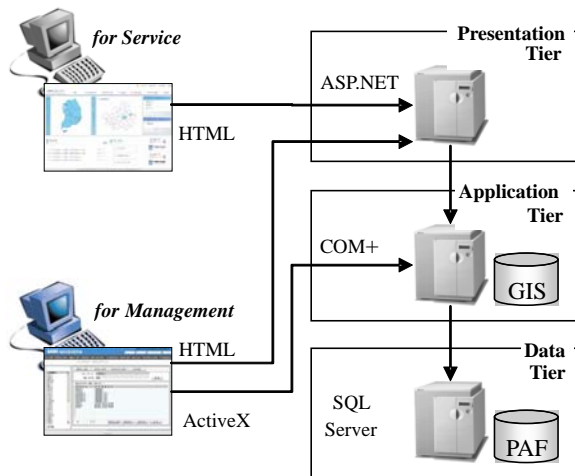 for Service
HTML
Presentation
Tier
ASP.NET
Application
Tier
COM+
GIS
for Management
HTML
ActiveX
Data
Tier
SQL
Server
PAF